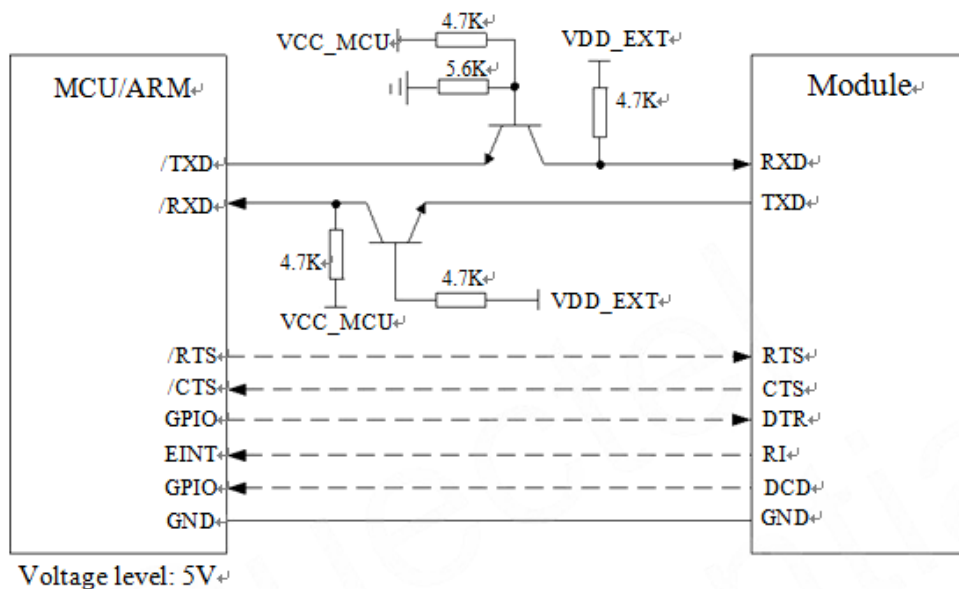 4.7K
VCC_MCU
VDD_EXT
5.6K
MCU/ARM
4.7K
Module
/TXD
RXD
/RXD
TXD
4.7K
4.7K
VDD_EXT
VCC_MCU
/RTS
RTS
/CTS
CTS
GPIO
DTR
EINT
RI
GPIO
DCD
GND
GND
Voltage level: 5V